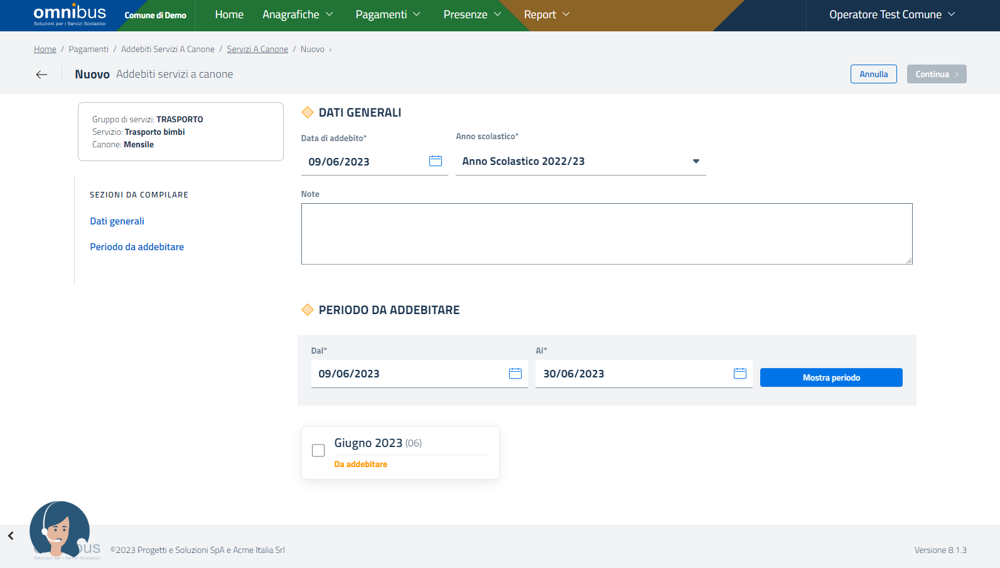 omnibus
Soluzioni per i Servizi Scolastici
Comune di Demo
Home
Anagrafiche
Pagamenti
Presenze
Report
Operatore Test Comune
Home / Pagamenti / Addebiti Servizi A Canone / Servizi A Canone / Nuovo ›
Nuovo Addebiti servizi a canone
Annulla
Continua
Gruppo di servizi: TRASPORTO
Servizio: Trasporto bimbi
Canone: Mensile
SEZIONI DA COMPILARE
Dati generali
Periodo da addebitare
DATI GENERALI
Data di addebito*
Anno scolastico*
09/06/2023
Anno Scolastico 2022/23
Note
PERIODO DA ADDEBITARE
Dal*
Al*
09/06/2023
30/06/2023
Mostra periodo
Giugno 2023 (06)
Da addebitare
bus
Soluzioni per i Servizi Scolastici
©2023 Progetti e Soluzioni SpA e Acme Italia Srl
Versione 8.1.3